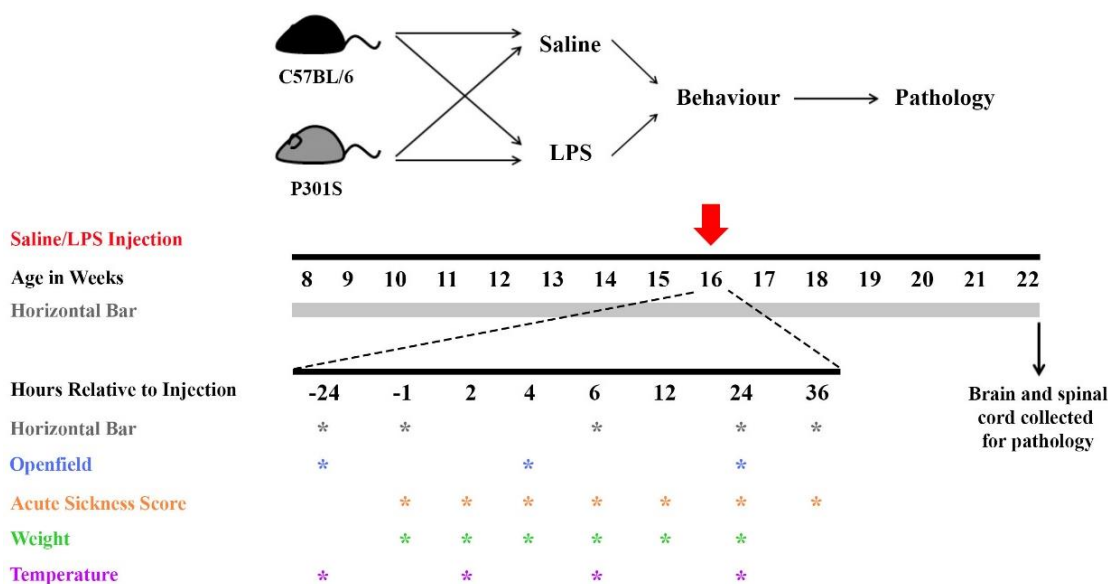 C57BL/6
Saline
Behaviour
Pathology
P301S
LPS
Saline/LPS Injection
Age in Weeks 8 9 10 11 12 13 14 15 16 17 18 19 20 21 22
Horizontal Bar
Hours Relative to Injection -24 -1 2 4 6 12 24 36
Horizontal Bar * * * * *
Openfield * * *
Acute Sickness Score * * * * * * *
Weight * * * * * *
Temperature * * * *
Brain and spinal
cord collected
for pathology